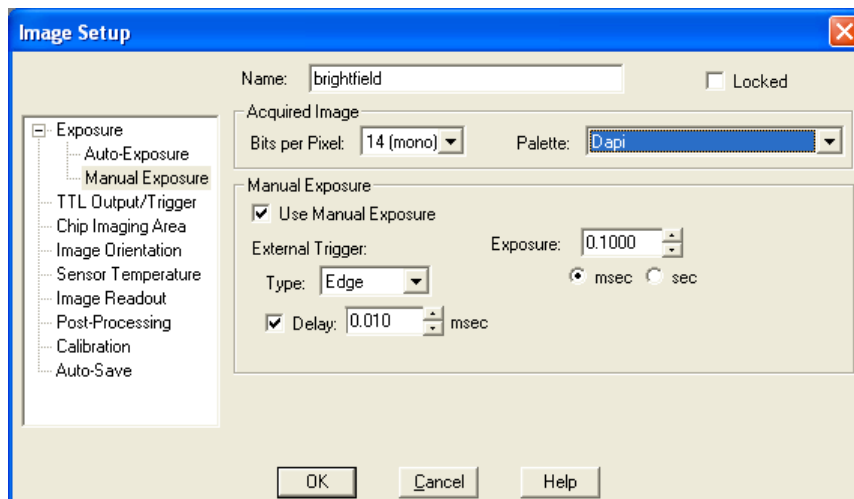 Image Setup
Name: brightfield Locked
Exposure
Auto-Exposure
Manual Exposure
TTL Output/Trigger
Chip Imaging Area
Image Orientation
Sensor Temperature
Image Readout
Post-Processing
Calibration
Auto-Save
Acquired Image
Bits per Pixel: 14 (mono) Palette: Dapi
Manual Exposure
Use Manual Exposure
External Trigger: Exposure: 0.1000
Type: Edge msec sec
Delay: 0.010 msec
OK Cancel Help